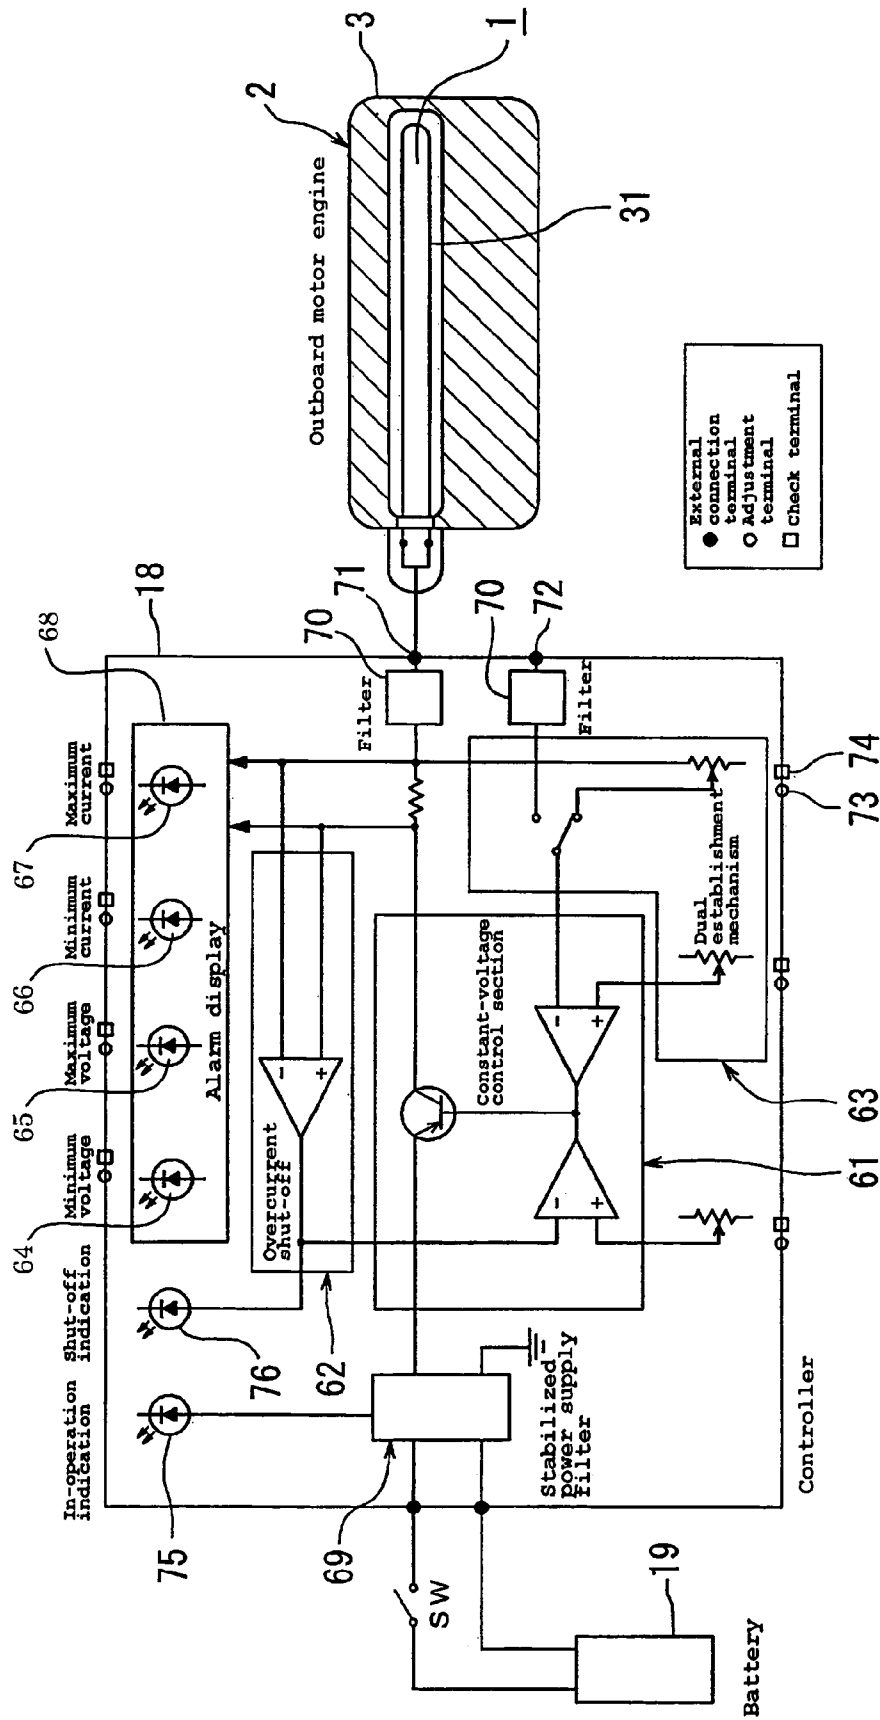 In-operation
indication
Shut-off
indication
Minimum
voltage
Maximum
voltage
Minimum
current
Maximum
current
64
65
66
67
68
18
75
76
Alarm display
Overcurrent
shut-off
62
69
Stabilized
power supply
filter
SW
19
Battery
Controller
Constant-voltage
control section
61
63
Dual
establishment
mechanism
73
74
Filter
70
71
Filter
70
72
Outboard motor engine
2
3
1
31
External
connection
terminal
Adjustment
terminal
Check terminal
- + - + - +